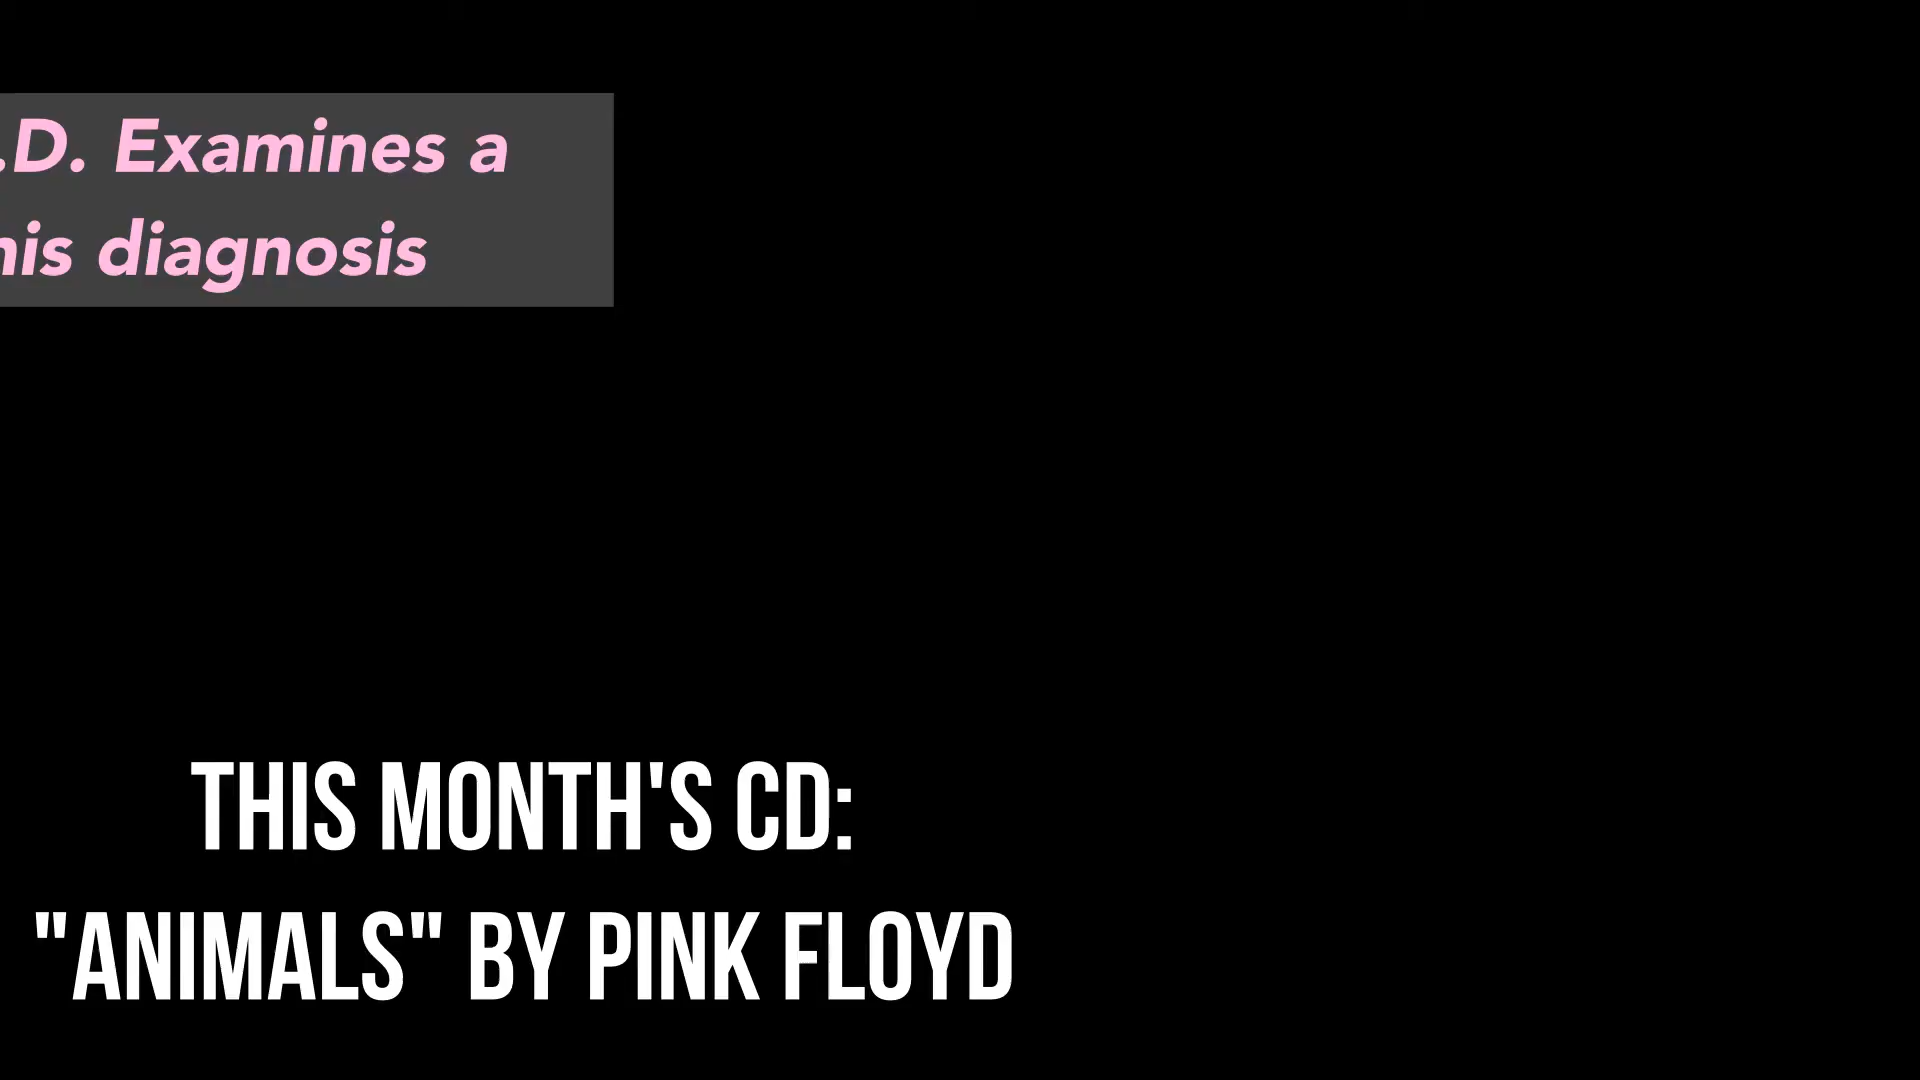 .D. Examines a
his diagnosis
THIS MONTH'S CD:
"ANIMALS" BY PINK FLOYD